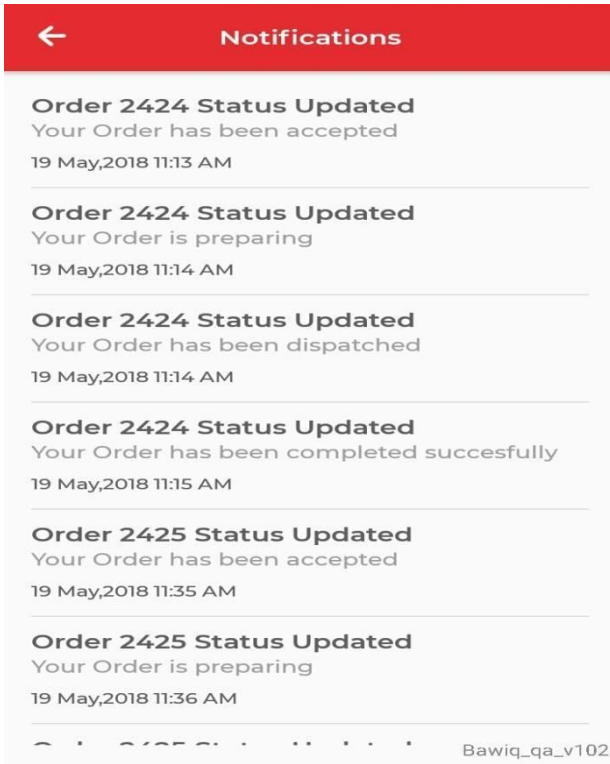 Notifications
Order 2424 Status Updated
Your Order has been accepted
19 May,2018 11:13 AM
Order 2424 Status Updated
Your Order is preparing
19 May,2018 11:14 AM
Order 2424 Status Updated
Your Order has been dispatched
19 May,2018 11:14 AM
Order 2424 Status Updated
Your Order has been completed succesfully
19 May,2018 11:15 AM
Order 2425 Status Updated
Your Order has been accepted
19 May,2018 11:35 AM
Order 2425 Status Updated
Your Order is preparing
19 May,2018 11:36 AM
Bawiq_qa_v102